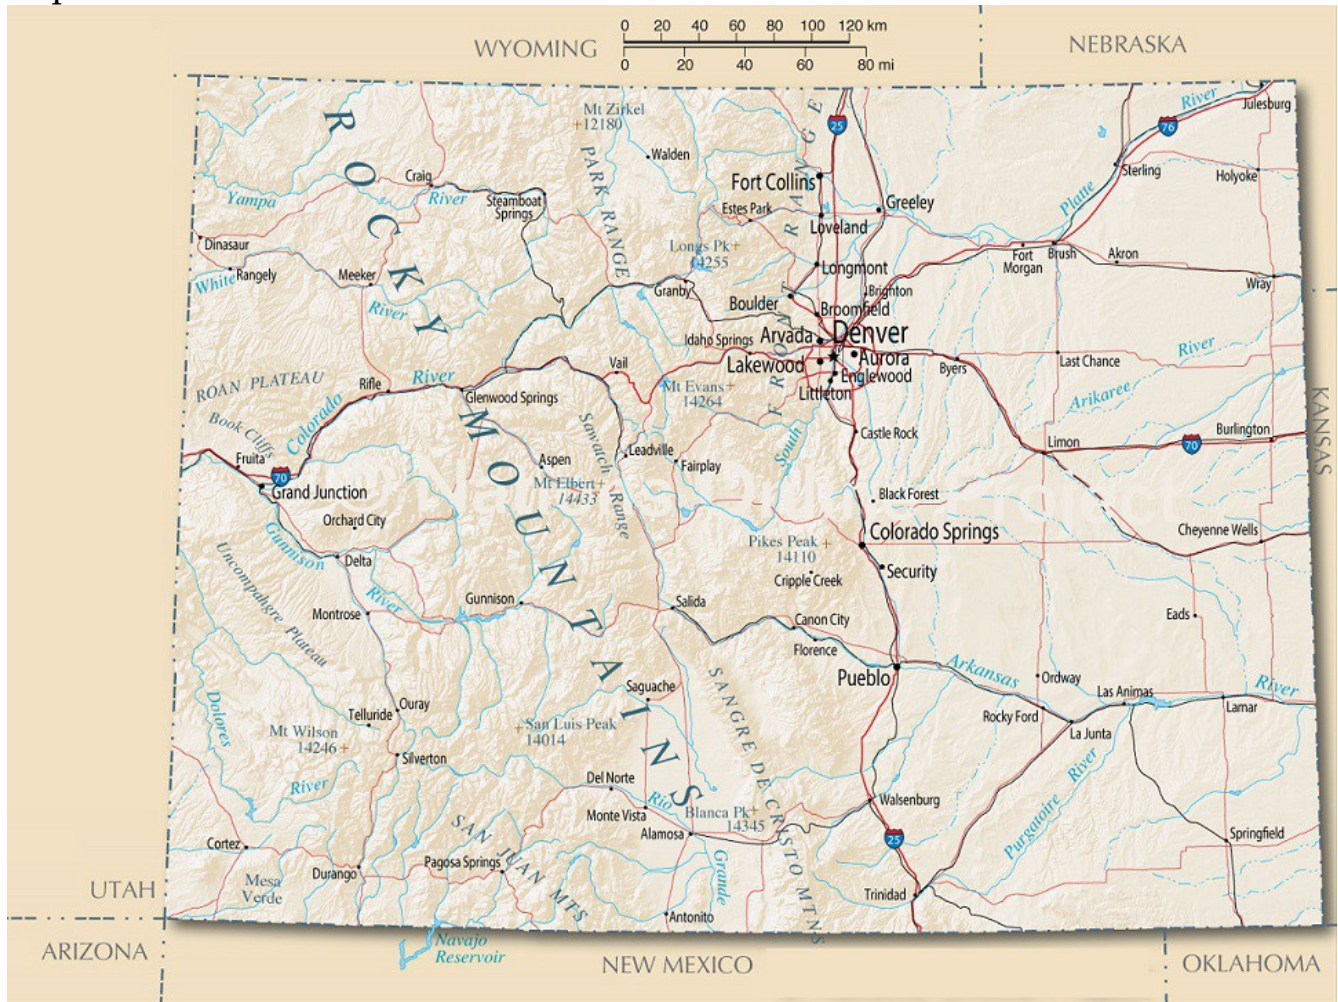 0 20 40 60 80 100 120 km
WYOMING
0 20 40 60 80 mi
NEBRASKA
ROCKY
MOUNTAINS
Mt Zirkel
12180
PARK RANGE
Walden
FRONT RANGE
25
76
River
Julesburg
Platte
Sterling
Holyoke
Craig
Yampa
River
Steamboat
Springs
Fort Collins
Estes Park
Greeley
Loveland
Dinasaur
White
Rangely
Meeker
River
Longs Pk
14255
Granby
Longmont
Boulder
Brighton
Broomfield
Fort
Morgan
Brush
Akron
Wray
Idaho Springs
Arvada
Denver
Lakewood
Aurora
Englewood
Littleton
Byers
Last Chance
River
Arikaree
ROAN PLATEAU
Rifle
River
Vail
Mt Evans
14264
Glenwood Springs
Book Cliffs
Colorado
Sawatch
Range
South
Castle Rock
Limon
70
Burlington
KANSAS
Fruita
70
Grand Junction
Aspen
Leadville
Fairplay
Mt Elbert
14433
Black Forest
Orchard City
Gunnison
River
Delta
Pikes Peak
14110
Colorado Springs
Cheyenne Wells
Cripple Creek
Security
Uncompahgre Plateau
Montrose
Gunnison
Salida
Canon City
Florence
Eads
Pueblo
Arkansas
River
Ordway
Las Animas
Rocky Ford
La Junta
Lamar
Dolores
River
Saguache
SANGRE DE CRISTO MTNS
Ouray
Telluride
Mt Wilson
14246
San Luis Peak
14014
Silverton
Del Norte
Rio
Grande
Monte Vista
Blanca Pk
14345
Alamosa
Walsenburg
Purgatoire
River
25
Cortez
SAN JUAN MTS
Springfield
Pagosa Springs
Durango
Mesa
Verde
Trinidad
Antonito
UTAH
ARIZONA
Navajo
Reservoir
NEW MEXICO
OKLAHOMA